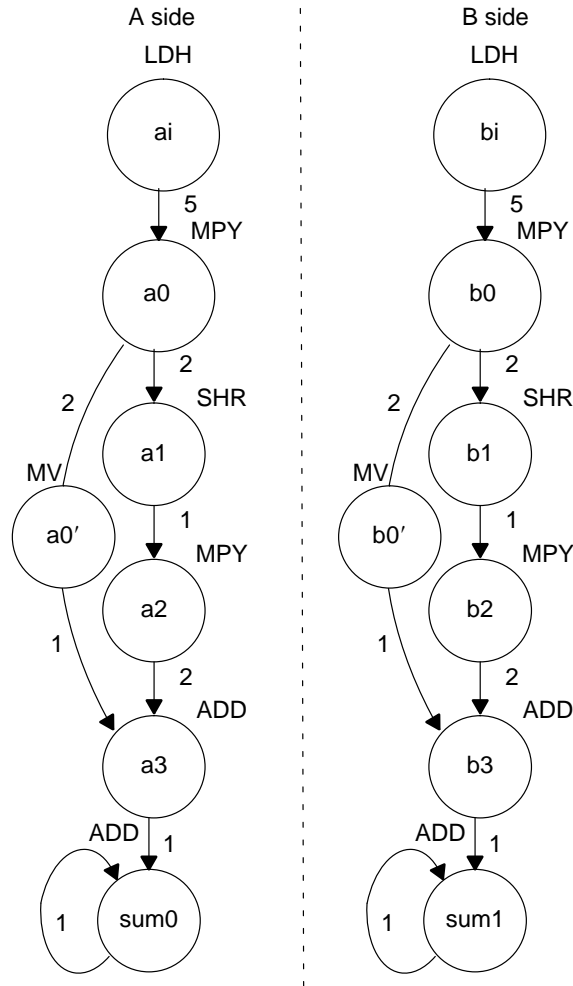 A side
LDH
ai
5
MPY
a0
2
2
SHR
a1
MV
a0′
1
MPY
a2
1
2
ADD
a3
ADD
1
1
sum0
B side
LDH
bi
5
MPY
b0
2
2
SHR
b1
MV
b0′
1
MPY
b2
1
2
ADD
b3
ADD
1
1
sum1